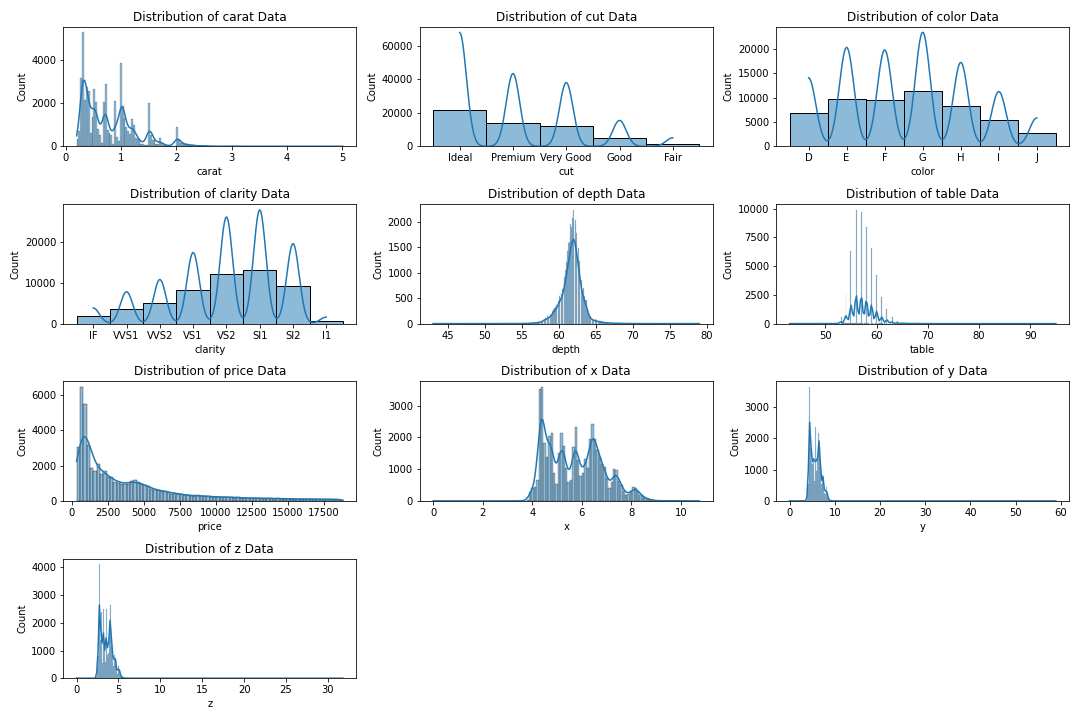 Distribution of carat Data
Count
4000
2000
0
0 1 2 3 4 5
carat
Distribution of cut Data
Count
60000
40000
20000
0
Ideal Premium Very Good Good Fair
cut
Distribution of color Data
Count
20000
15000
10000
5000
0
D E F G H I J
color
Distribution of clarity Data
Count
20000
10000
0
IF VVS1 VVS2 VS1 VS2 SI1 SI2 I1
clarity
Distribution of depth Data
Count
2000
1500
1000
500
0
45 50 55 60 65 70 75 80
depth
Distribution of table Data
Count
10000
7500
5000
2500
0
50 60 70 80 90
table
Distribution of price Data
Count
6000
4000
2000
0
0 2500 5000 7500 10000 12500 15000 17500
price
Distribution of x Data
Count
3000
2000
1000
0
0 2 4 6 8 10
x
Distribution of y Data
Count
3000
2000
1000
0
0 10 20 30 40 50 60
y
Distribution of z Data
Count
4000
3000
2000
1000
0
0 5 10 15 20 25 30
z